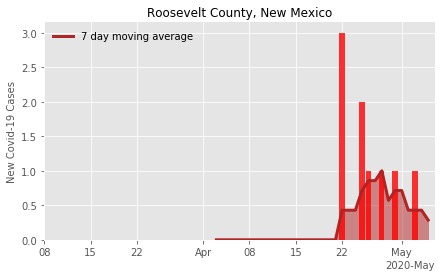 Roosevelt County, New Mexico
7 day moving average
New Covid-19 Cases
3.0
2.5
2.0
1.5
1.0
0.5
0.0
08 15 22 Apr 08 15 22 May
2020-May